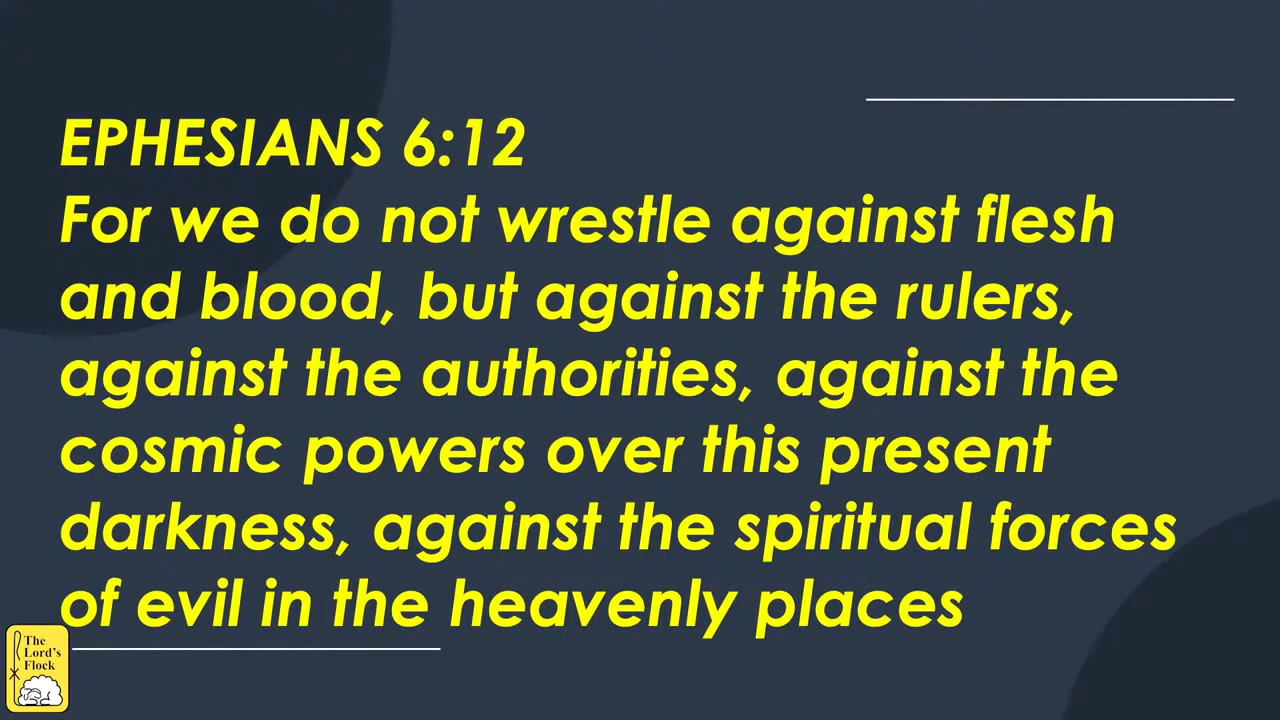 EPHESIANS 6:12
For we do not wrestle against flesh
and blood, but against the rulers,
against the authorities, against the
cosmic powers over this present
darkness, against the spiritual forces
of evil in the heavenly places
The
Lord's
Flock